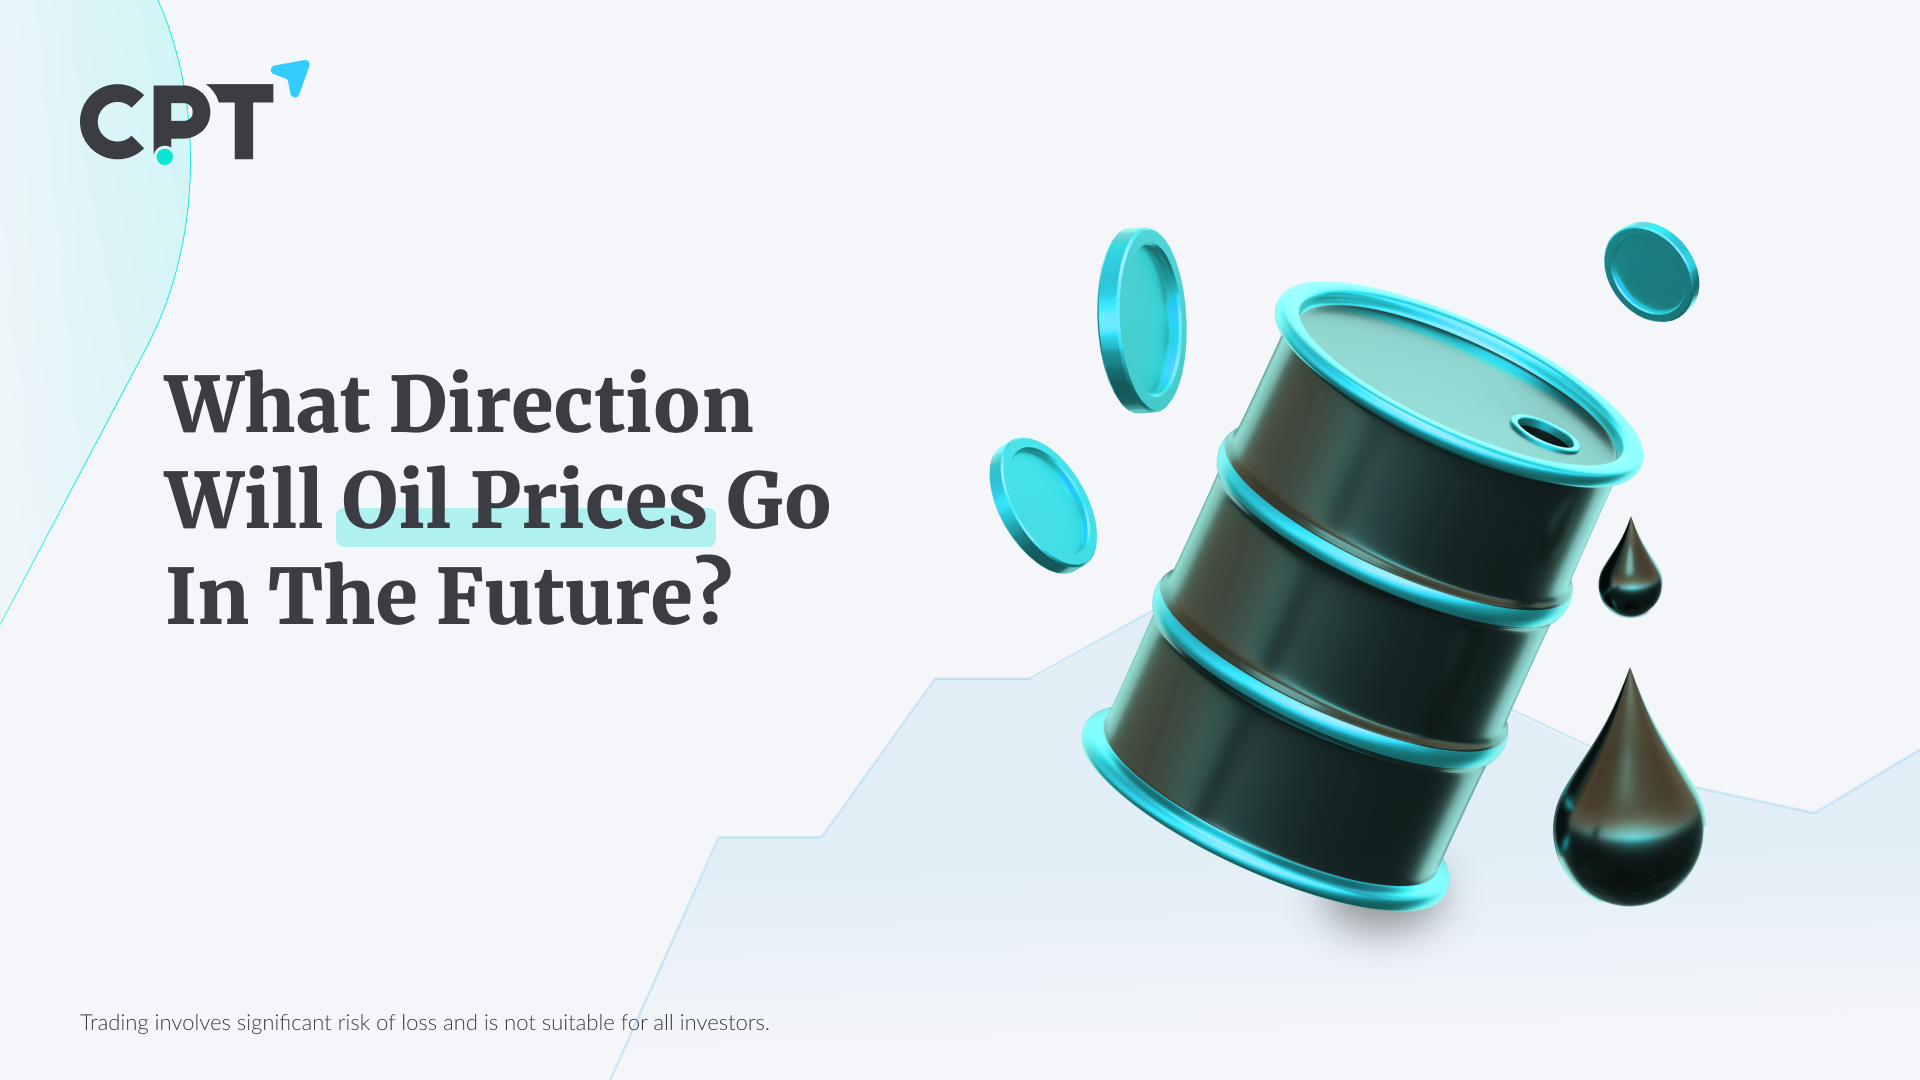 CPT
What Direction
Will Oil Prices Go
In The Future?
Trading involves significant risk of loss and is not suitable for all investors.